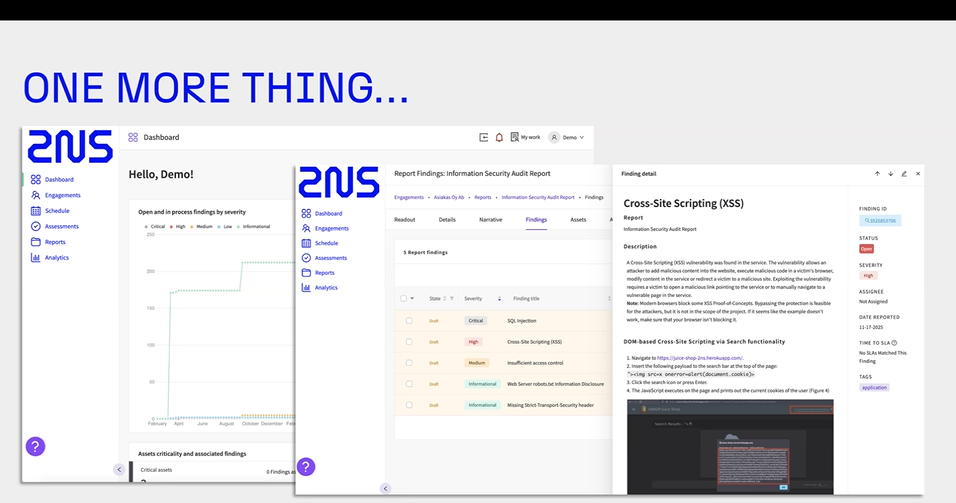 ONE MORE THING...
2NS
Dashboard
Engagements
Schedule
Assessments
Reports
Analytics
?
Dashboard
My work
Demo
Hello, Demo!
Open and in process findings by severity
Critical High Medium Low Informational
250
200
150
100
50
0
February April June August October December February
Assets criticality and associated findings
Critical assets
0 Findings
2NS
Dashboard
Engagements
Schedule
Assessments
Reports
Analytics
?
Report Findings: Information Security Audit Report
Engagements • Asiakas Oy Ab • Reports • Information Security Audit Report • Findings
Readout Details Narrative Findings Assets
5 Report findings
State Severity Finding title
Draft Critical SQL Injection
Draft High Cross-Site Scripting (XSS)
Draft Medium Insufficient access control
Draft Informational Web Server robots.txt Information Disclosure
Draft Informational Missing Strict-Transport-Security header
Finding detail
Cross-Site Scripting (XSS)
Report
Information Security Audit Report
Description
A Cross-Site Scripting (XSS) vulnerability was found in the service. The vulnerability allows an
attacker to add malicious content into the website, execute malicious code in a victim's browser,
modify content in the service or redirect a victim to a malicious site. Exploiting the vulnerability
requires a victim to open a malicious link pointing to the service or to manually navigate to a
vulnerable page in the service.
Note: Modern browsers block some XSS Proof-of-Concepts. Bypassing the protection is feasible
for the attackers, but it is not in the scope of the project. If it seems like the example doesn't
work, make sure that your browser isn't blocking it.
DOM-based Cross-Site Scripting via Search functionality
1. Navigate to https://juice-shop-2ns.herokuapp.com/.
2. Insert the following payload to the search bar at the top of the page:
"><img src=x onerror=alert(document.cookie)>
3. Click the search icon or press Enter.
4. The JavaScript executes on the page and prints out the current cookies of the user (Figure 4)
Search Results -
FINDING ID
STATUS
Open
SEVERITY
High
ASSIGNEE
Not Assigned
DATE REPORTED
11-17-2025
TIME TO SLA
No SLAs Matched This
Finding
TAGS
application